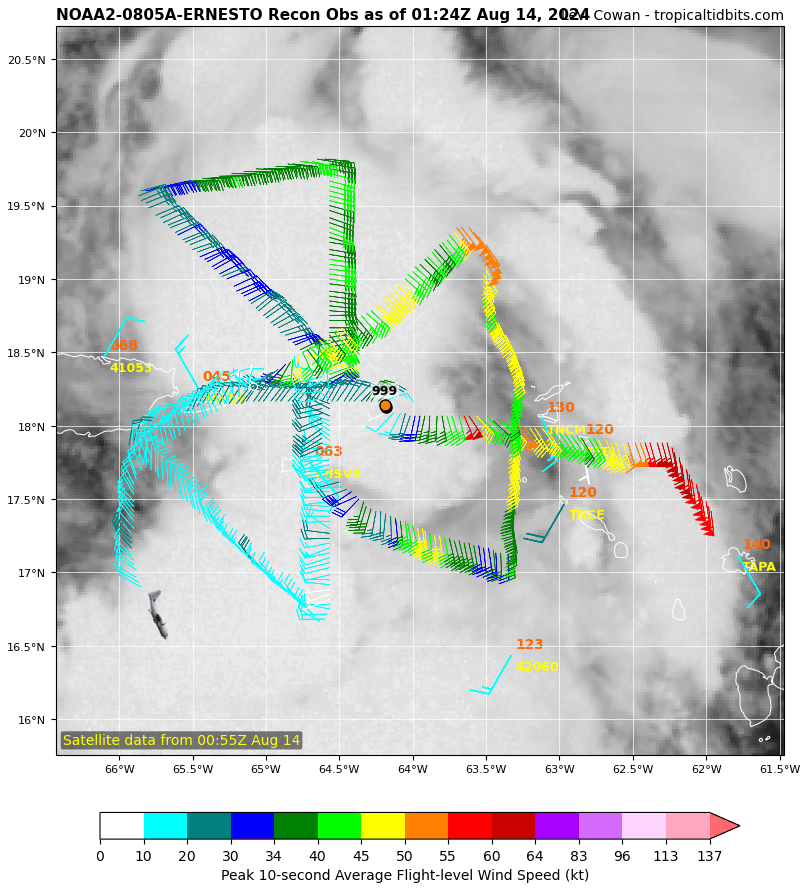 NOAA2-0805A-ERNESTO Recon Obs as of 01:24Z Aug 14, 2024
Levi Cowan - tropicaltidbits.com
20.5°N
20°N
19.5°N
19°N
18.5°N
18°N
17.5°N
17°N
16.5°N
16°N
068
41053
045
999
130
TNCM
120
063
120
TNCE
140
TAPA
123
42060
Satellite data from 00:55Z Aug 14
66°W 65.5°W 65°W 64.5°W 64°W 63.5°W 63°W 62.5°W 62°W 61.5°W
0 10 20 30 34 40 45 50 55 60 64 83 96 113 137
Peak 10-second Average Flight-level Wind Speed (kt)